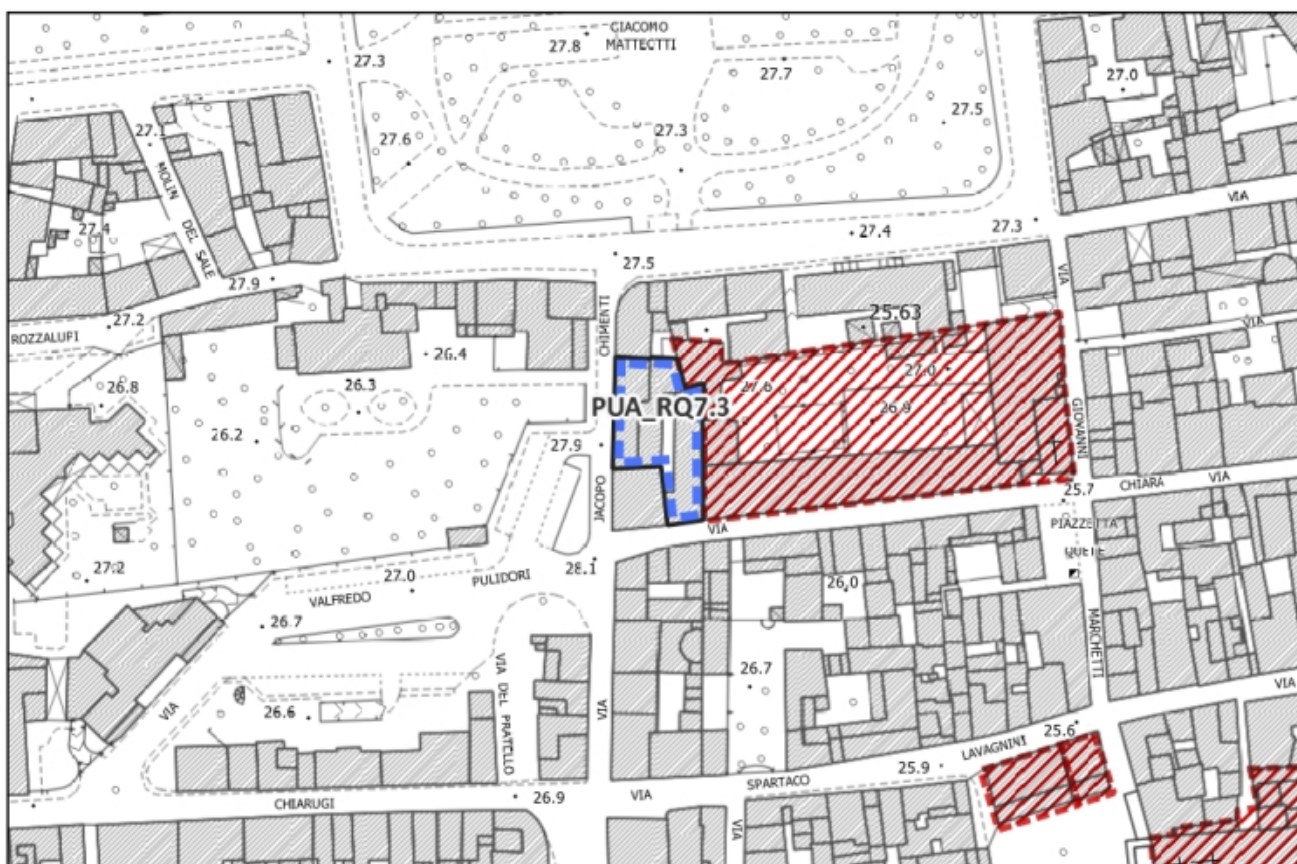 GIACOMO
MATTEOTTI
27.8
27.3
27.7
27.0
27.5
27.1
27.6
27.3
MOLIN
DEL SALE
27.4
VIA
27.3
27.4
27.5
27.9
VIA
27.2
ROZZALUPI
CHIMENTI
25.63
VIA
26.4
26.8
26.3
27.6
27.0
PUA_RQ7.3
26.9
26.2
27.9
GIOVANNI
JACOPO
25.7
CHIARA
VIA
VIA
PIAZZETTA
27.2
27.0
28.1
PULIDORI
VALFREDO
26.0
26.7
MARCHETTI
VIA DEL PRATELLO
26.7
VIA
VIA
26.6
VIA
25.6
LAVAGNINI
25.9
SPARTACO
VIA
26.9
CHIARUGI
VIA